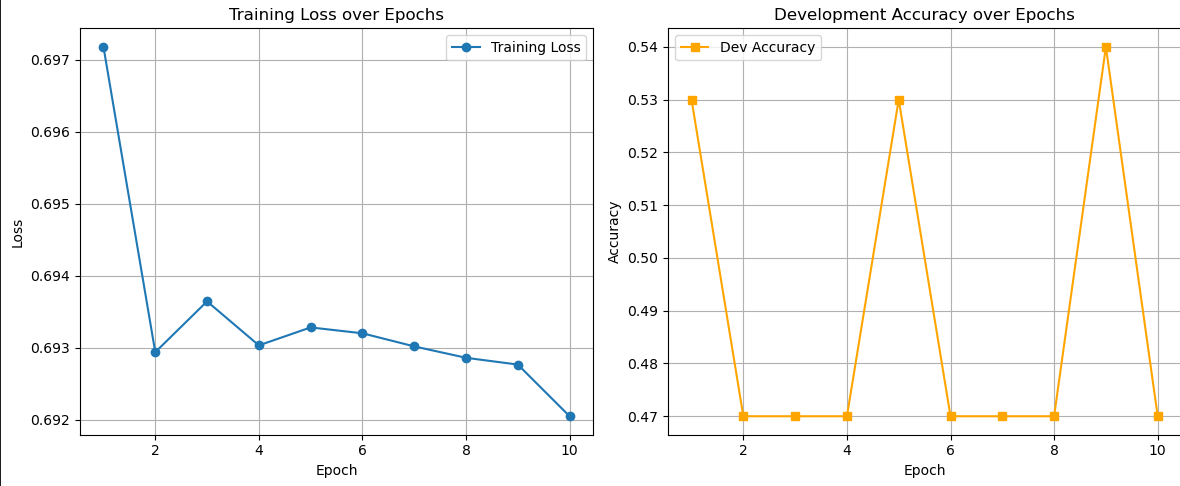 Training Loss over Epochs
Training Loss
0.697
0.696
0.695
0.694
0.693
0.692
Loss
2 4 6 8 10
Epoch
Development Accuracy over Epochs
Dev Accuracy
0.54
0.53
0.52
0.51
0.50
0.49
0.48
0.47
Accuracy
2 4 6 8 10
Epoch